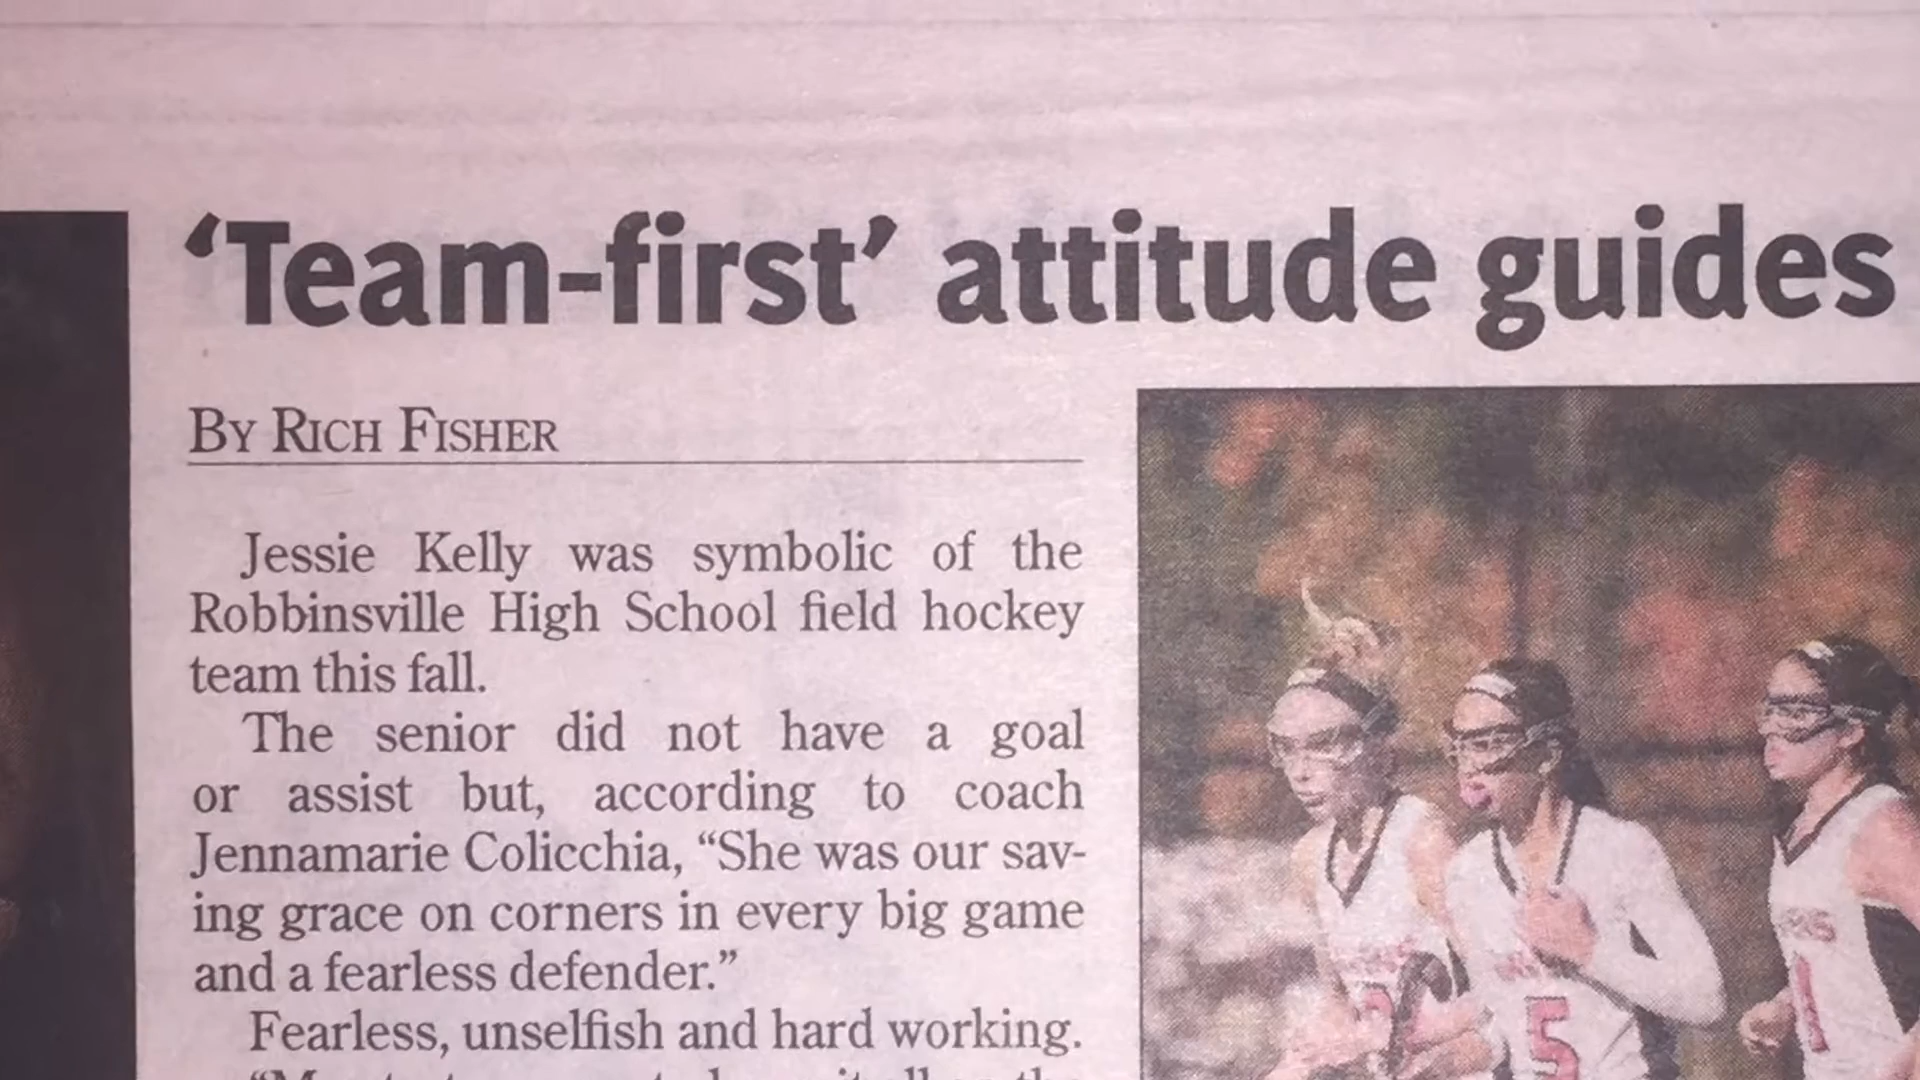 ‘Team-first’ attitude guides
BY RICH FISHER
Jessie Kelly was symbolic of the
Robbinsville High School field hockey
team this fall.
The senior did not have a goal
or assist but, according to coach
Jennamarie Colicchia, “She was our sav-
ing grace on corners in every big game
and a fearless defender.”
Fearless, unselfish and hard working.
5
1